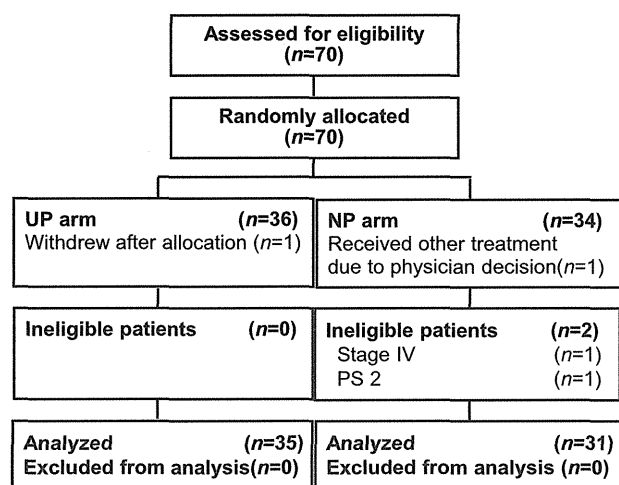 Assessed for eligibility
(n=70)
Randomly allocated
(n=70)
UP arm (n=36)
Withdrew after allocation (n=1)
NP arm (n=34)
Received other treatment
due to physician decision(n=1)
Ineligible patients (n=0)
Ineligible patients (n=2)
Stage IV (n=1)
PS 2 (n=1)
Analyzed (n=35)
Excluded from analysis(n=0)
Analyzed (n=31)
Excluded from analysis (n=0)